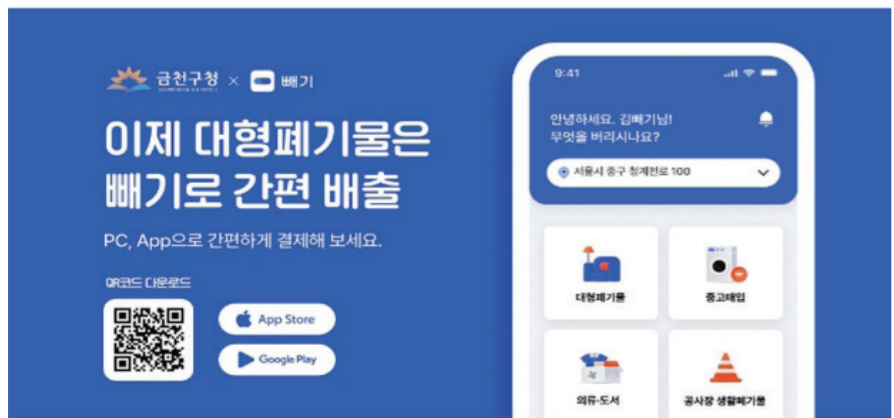 금천구청 × 빼기
이제 대형폐기물은
빼기로 간편 배출
PC, App으로 간편하게 결제해 보세요.
QR코드 다운로드
App Store
Google Play
9:41
안녕하세요. 김빼기님!
무엇을 버리시나요?
서울시 중구 청계천로 100
대형폐기물
중고매입
의류·도서
공사장 생활폐기물